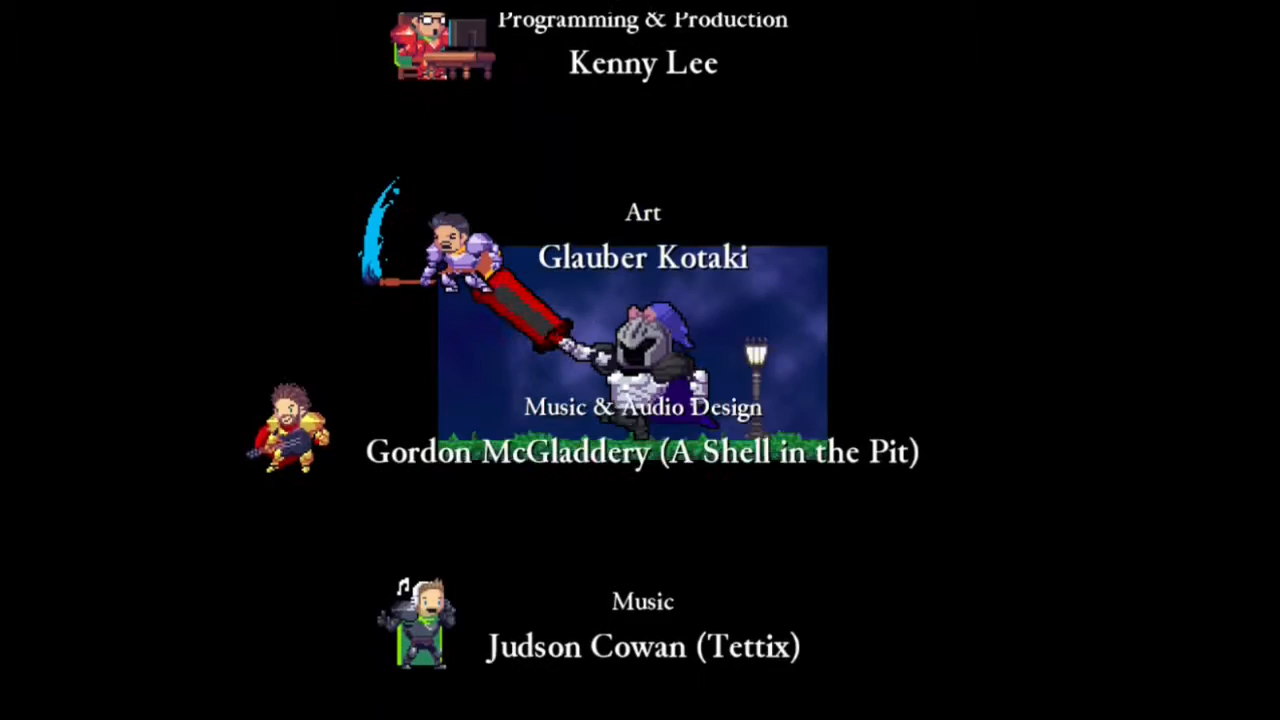 Programming & Production
Kenny Lee
Art
Glauber Kotaki
Music & Audio Design
Gordon McGladdery (A Shell in the Pit)
Music
Judson Cowan (Tettix)